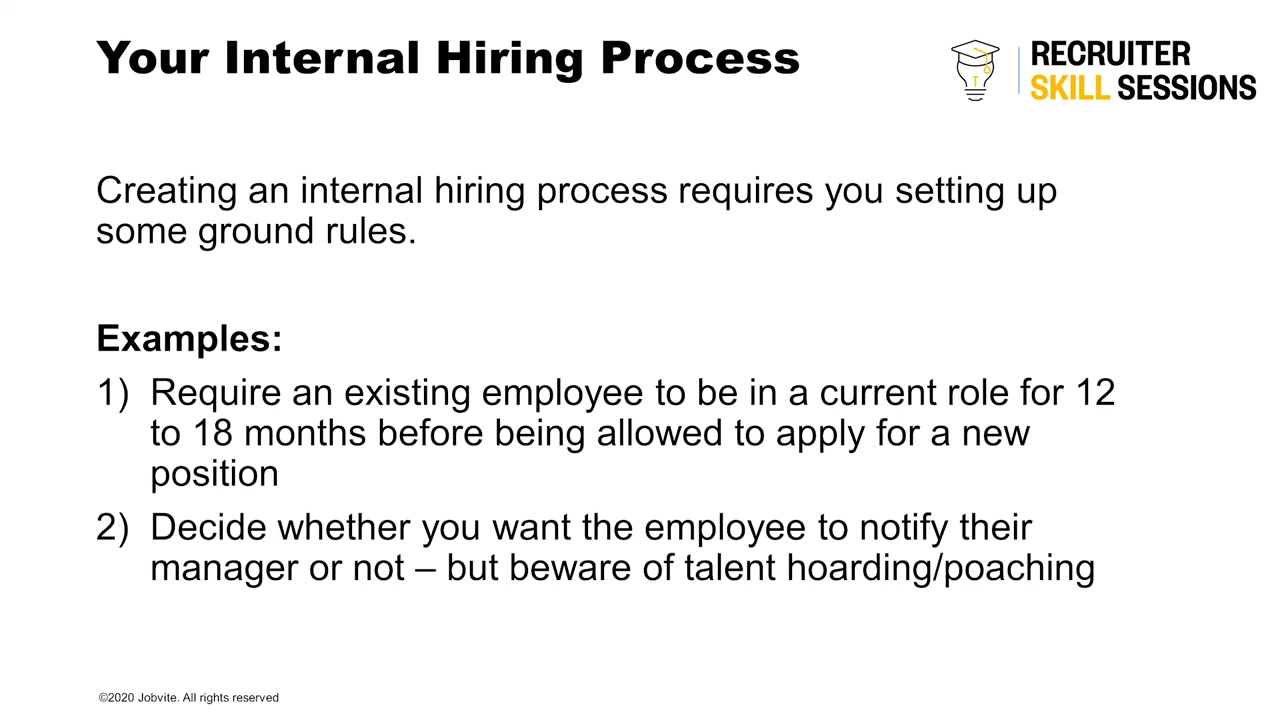 Your Internal Hiring Process
RECRUITER
SKILL SESSIONS
Creating an internal hiring process requires you setting up
some ground rules.
Examples:
1) Require an existing employee to be in a current role for 12
to 18 months before being allowed to apply for a new
position
2) Decide whether you want the employee to notify their
manager or not – but beware of talent hoarding/poaching
©2020 Jobvite. All rights reserved